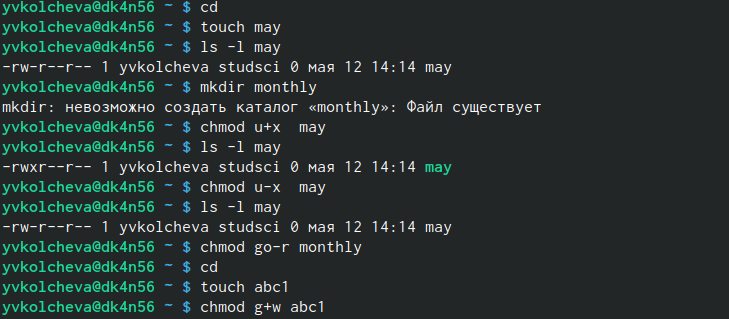 yvkolcheva@dk4n56 ~ $ cd
yvkolcheva@dk4n56 ~ $ touch may
yvkolcheva@dk4n56 ~ $ ls -l may
-rw-r--r-- 1 yvkolcheva studsci 0 мая 12 14:14 may
yvkolcheva@dk4n56 ~ $ mkdir monthly
mkdir: невозможно создать каталог «monthly»: Файл существует
yvkolcheva@dk4n56 ~ $ chmod u+x  may
yvkolcheva@dk4n56 ~ $ ls -l may
-rwxr--r-- 1 yvkolcheva studsci 0 мая 12 14:14 may
yvkolcheva@dk4n56 ~ $ chmod u-x  may
yvkolcheva@dk4n56 ~ $ ls -l may
-rw-r--r-- 1 yvkolcheva studsci 0 мая 12 14:14 may
yvkolcheva@dk4n56 ~ $ chmod go-r monthly
yvkolcheva@dk4n56 ~ $ cd
yvkolcheva@dk4n56 ~ $ touch abc1
yvkolcheva@dk4n56 ~ $ chmod g+w abc1